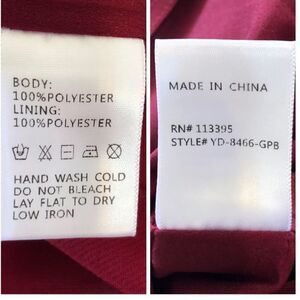 BODY:
100%POLYESTER
LINING:
100%POLYESTER
HAND WASH COLD
DO NOT BLEACH
LAY FLAT TO DRY
LOW IRON
MADE IN CHINA
RN# 113395
STYLE# YD-8466-GPB